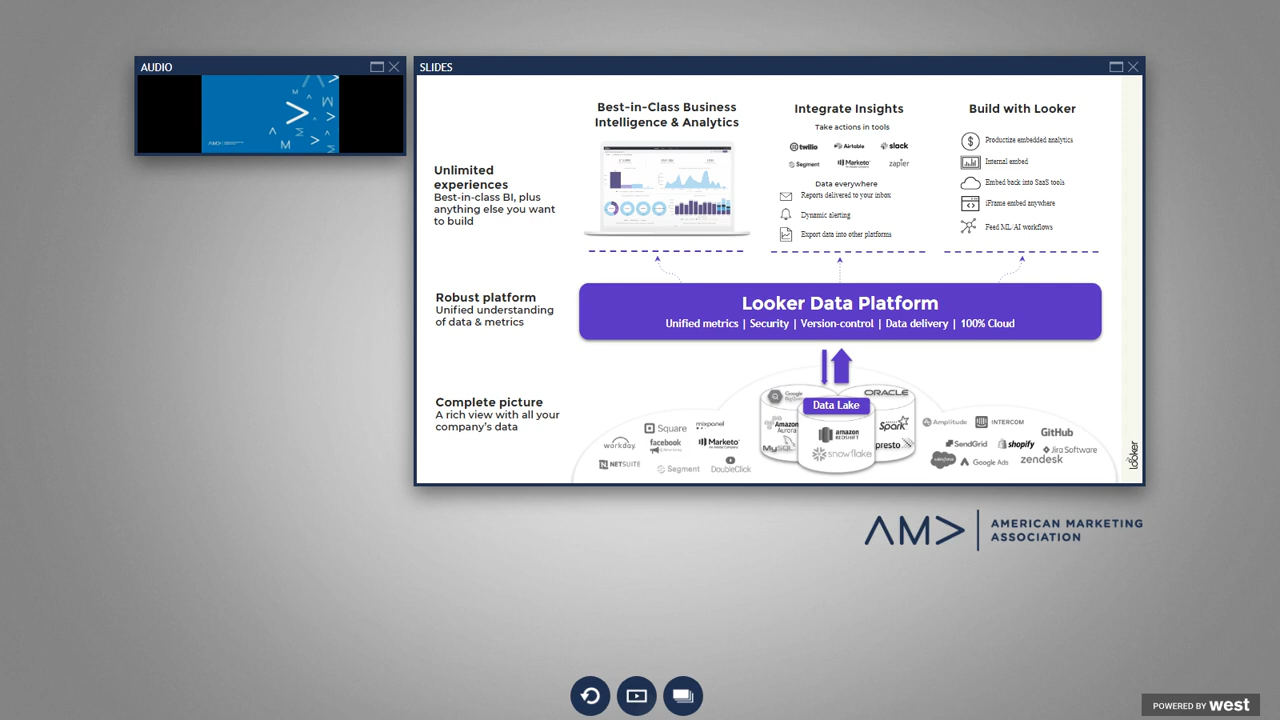 AUDIO
SLIDES
Best-in-Class Business
Intelligence & Analytics
Integrate Insights
Take actions in tools
twilio
Airtable
slack
Segment
Marketo
zapier
Data everywhere
Reports delivered to your inbox
Dynamic alerting
Export data into other platforms
Build with Looker
Productize embedded analytics
Internal embed
Embed back into SaaS tools
iFrame embed anywhere
Feed ML AI workflows
Unlimited
experiences
Best-in-class BI, plus
anything else you want
to build
Robust platform
Unified understanding
of data & metrics
Looker Data Platform
Unified metrics | Security | Version-control | Data delivery | 100% Cloud
Complete picture
A rich view with all your
company's data
Square
mixpanel
workday
facebook
Marketo
NETSUITE
Segment
DoubleClick
Google
ORACLE
Data Lake
Amazon
Aurora
Spark
MySQL
amazon
REDSHIFT
presto
snowflake
Amplitude
INTERCOM
GitHub
SendGrid
shopify
Jira Software
salesforce
Google Ads
zendesk
looker
AMA
AMERICAN MARKETING
ASSOCIATION
POWERED BY west